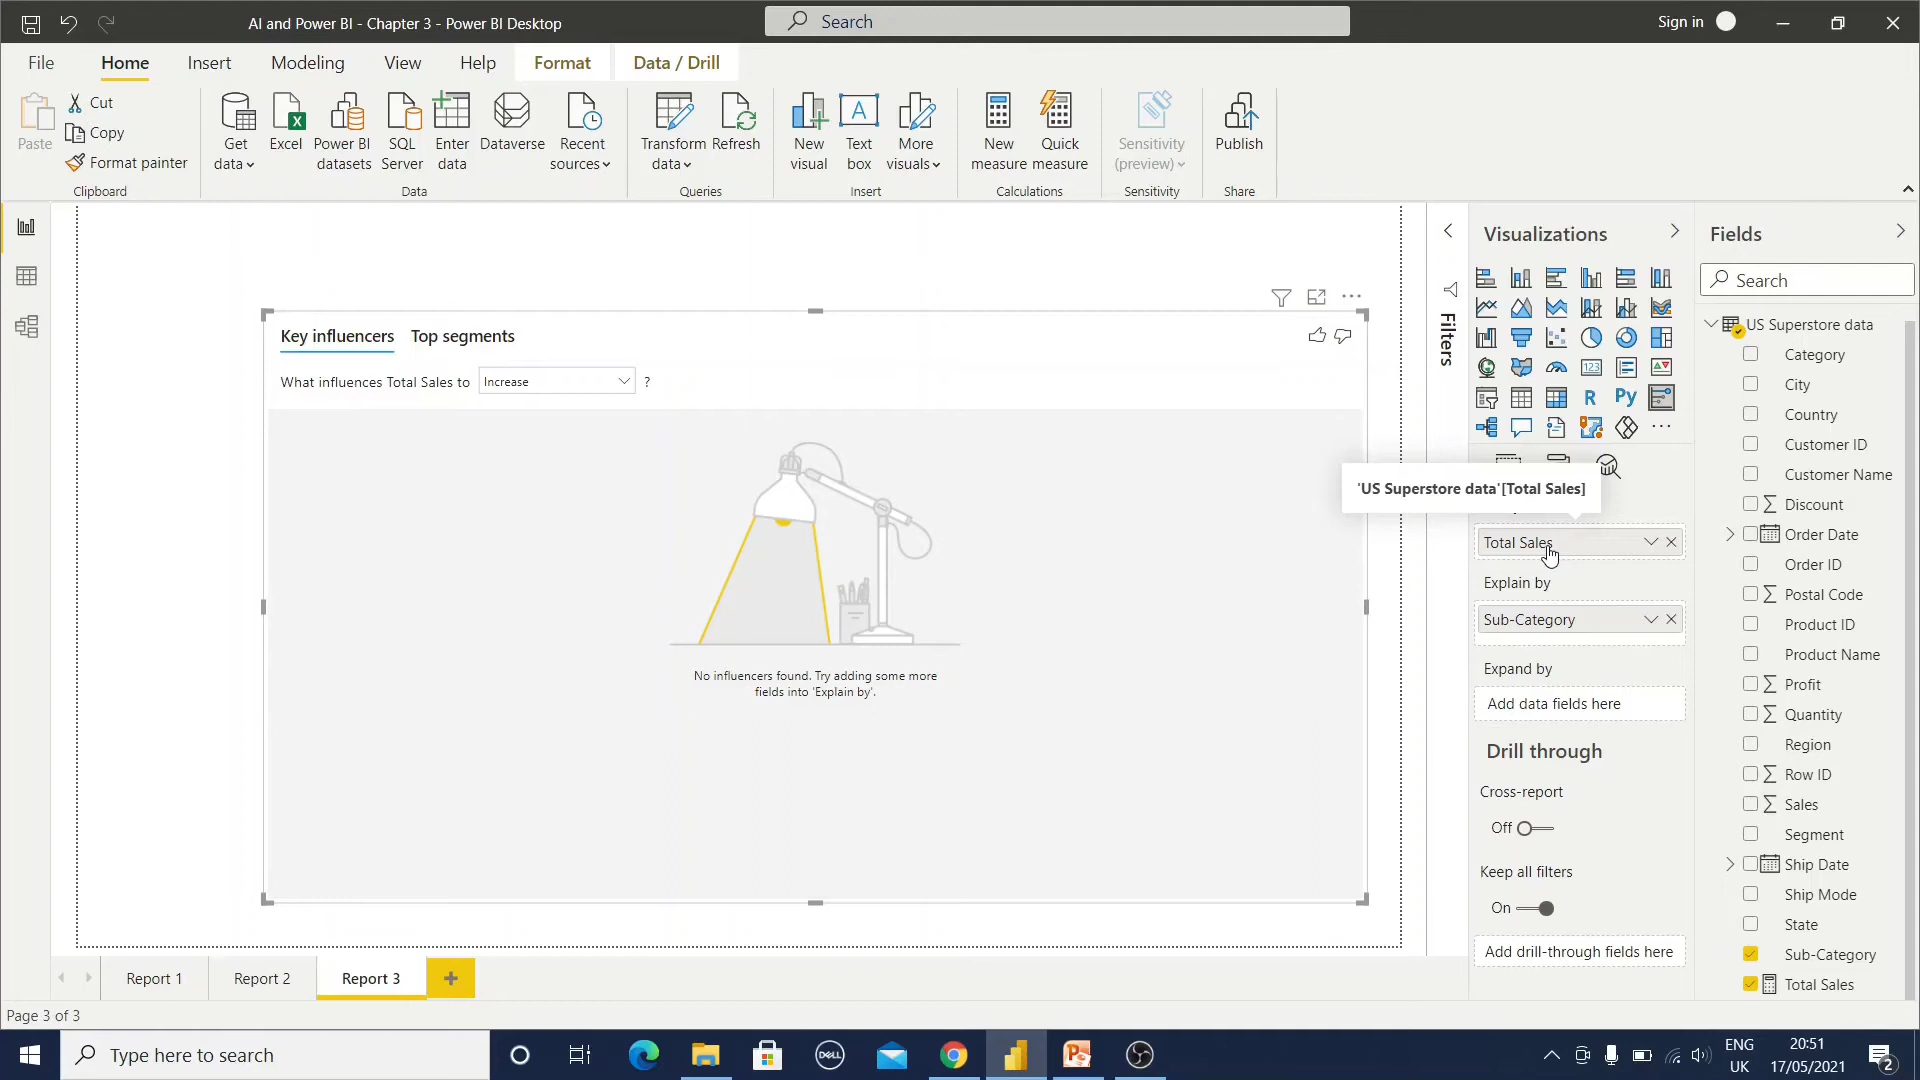 AI and Power BI - Chapter 3 - Power BI Desktop
Search
Sign in
File
Home
Insert
Modeling
View
Help
Format
Data / Drill
Paste
Cut
Copy
Format painter
Clipboard
Get data
Excel
Power BI datasets
SQL Server
Enter data
Dataverse
Recent sources
Data
Transform data
Refresh
Queries
New visual
A
Text box
More visuals
Insert
New measure
Quick measure
Calculations
Sensitivity (preview)
Sensitivity
Publish
Share
Key influencers
Top segments
What influences Total Sales to
Increase
?
No influencers found. Try adding some more
fields into 'Explain by'.
Filters
Visualizations
123
R
Py
'US Superstore data'[Total Sales]
Total Sales
Explain by
Sub-Category
Expand by
Add data fields here
Drill through
Cross-report
Off
Keep all filters
On
Add drill-through fields here
Fields
Search
US Superstore data
Category
City
Country
Customer ID
Customer Name
Discount
Order Date
Order ID
Postal Code
Product ID
Product Name
Profit
Quantity
Region
Row ID
Sales
Segment
Ship Date
Ship Mode
State
Sub-Category
Total Sales
Report 1
Report 2
Report 3
Page 3 of 3
Type here to search
DELL
ENG
UK
20:51
17/05/2021
2